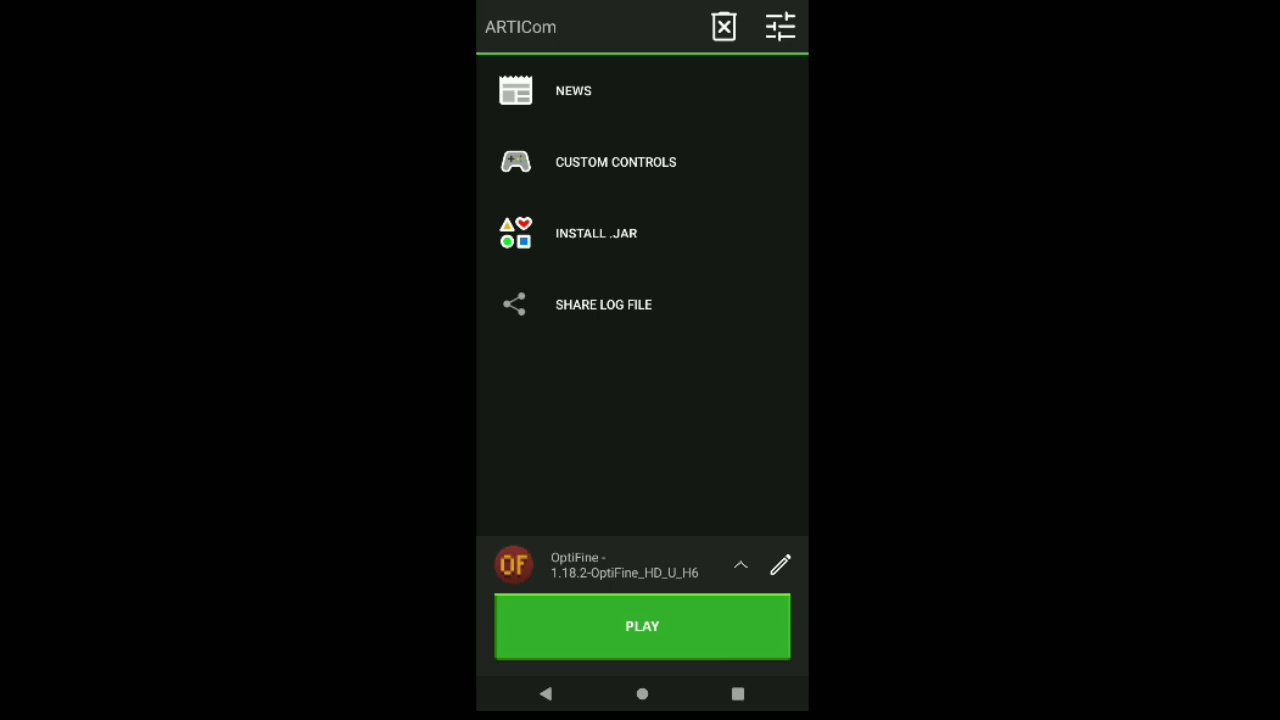 ARTICom
NEWS
CUSTOM CONTROLS
INSTALL .JAR
SHARE LOG FILE
OF
OptiFine -
1.18.2-OptiFine_HD_U_H6
PLAY